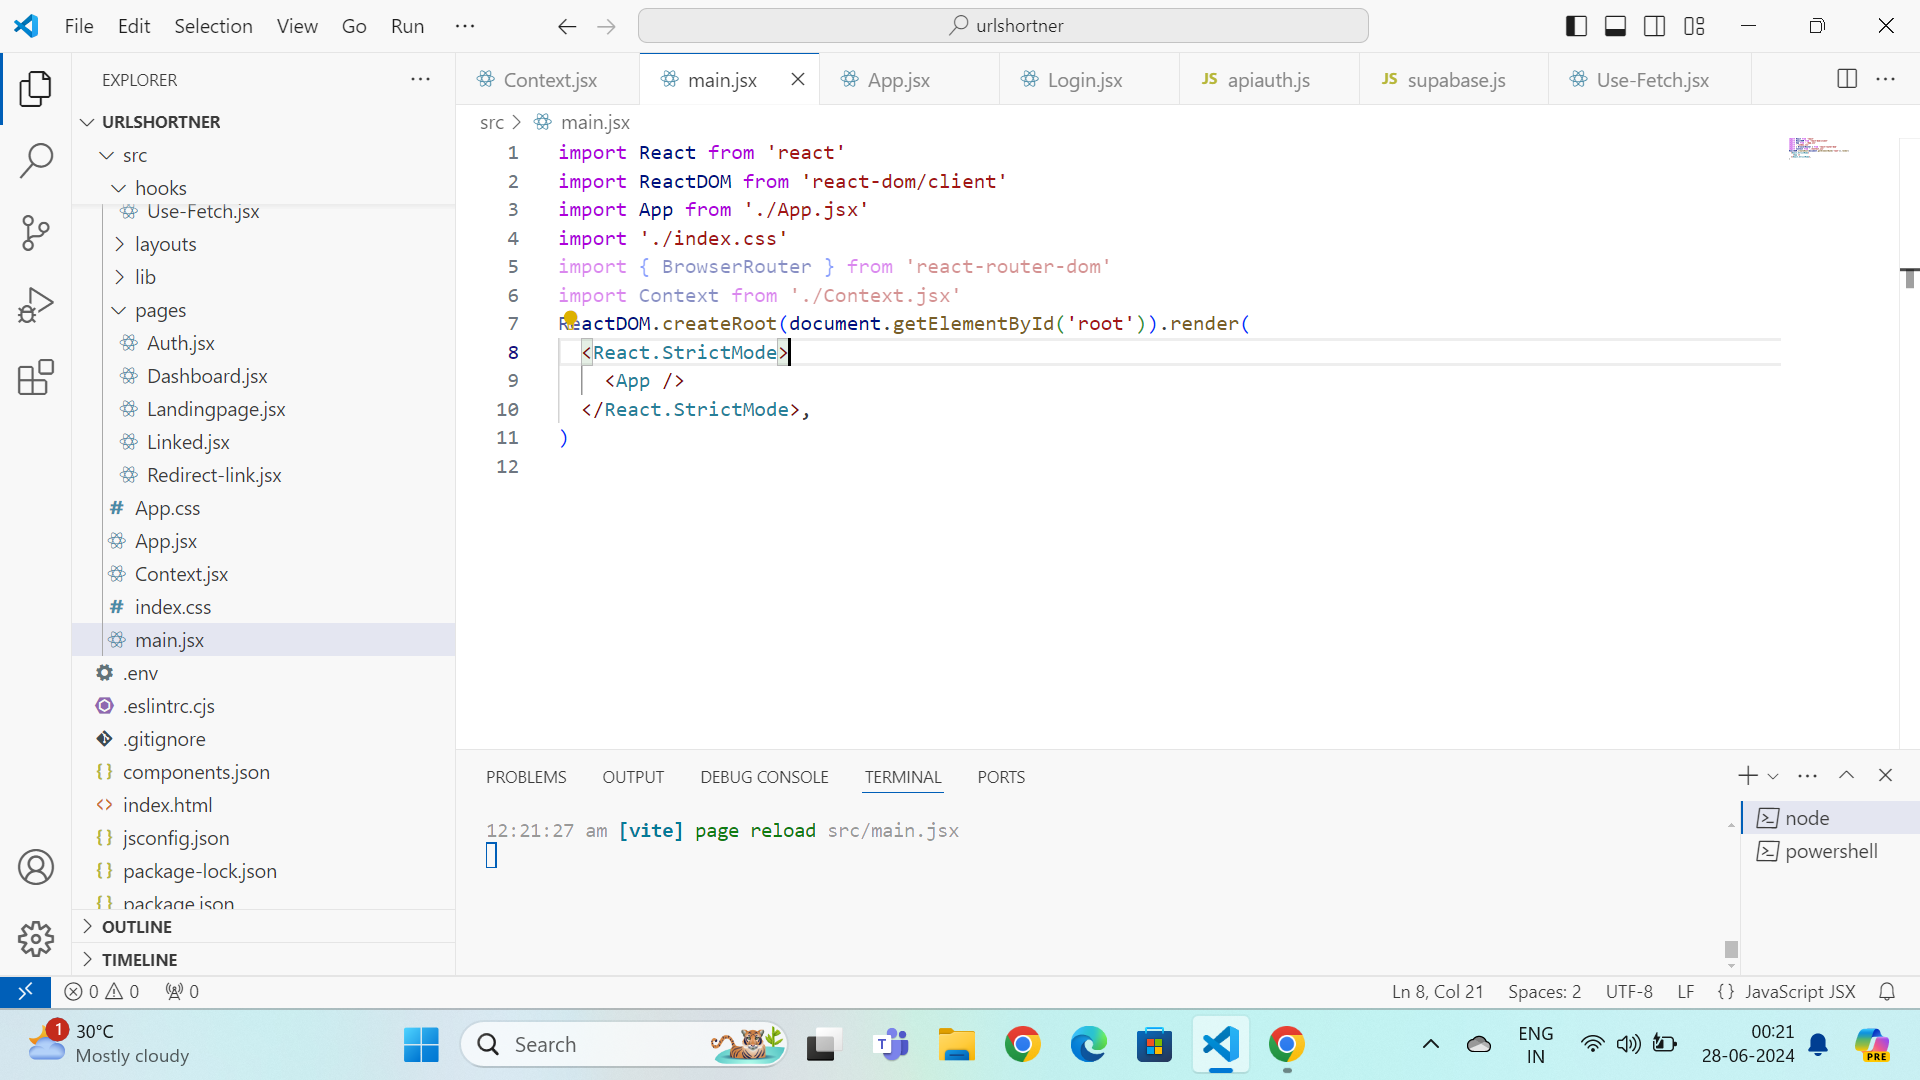 File Edit Selection View Go Run ··· urlshortner
EXPLORER ···
Context.jsx main.jsx App.jsx Login.jsx JS apiauth.js JS supabase.js Use-Fetch.jsx ···
URLSHORTNER
src
hooks
Use-Fetch.jsx
layouts
lib
pages
Auth.jsx
Dashboard.jsx
Landingpage.jsx
Linked.jsx
Redirect-link.jsx
# App.css
App.jsx
Context.jsx
# index.css
main.jsx
.env
.eslintrc.cjs
.gitignore
{} components.json
<> index.html
{} jsconfig.json
{} package-lock.json
{} package.json
OUTLINE
TIMELINE
src > main.jsx
1 import React from 'react'
2 import ReactDOM from 'react-dom/client'
3 import App from './App.jsx'
4 import './index.css'
5 import { BrowserRouter } from 'react-router-dom'
6 import Context from './Context.jsx'
7 ReactDOM.createRoot(document.getElementById('root')).render(
8 <React.StrictMode>
9 <App />
10 </React.StrictMode>,
11 )
12
PROBLEMS OUTPUT DEBUG CONSOLE TERMINAL PORTS
12:21:27 am [vite] page reload src/main.jsx
node
powershell
0 0 0 Ln 8, Col 21 Spaces: 2 UTF-8 LF {} JavaScript JSX
1 30°C
Mostly cloudy
Search
T
PRE
ENG
IN
00:21
28-06-2024